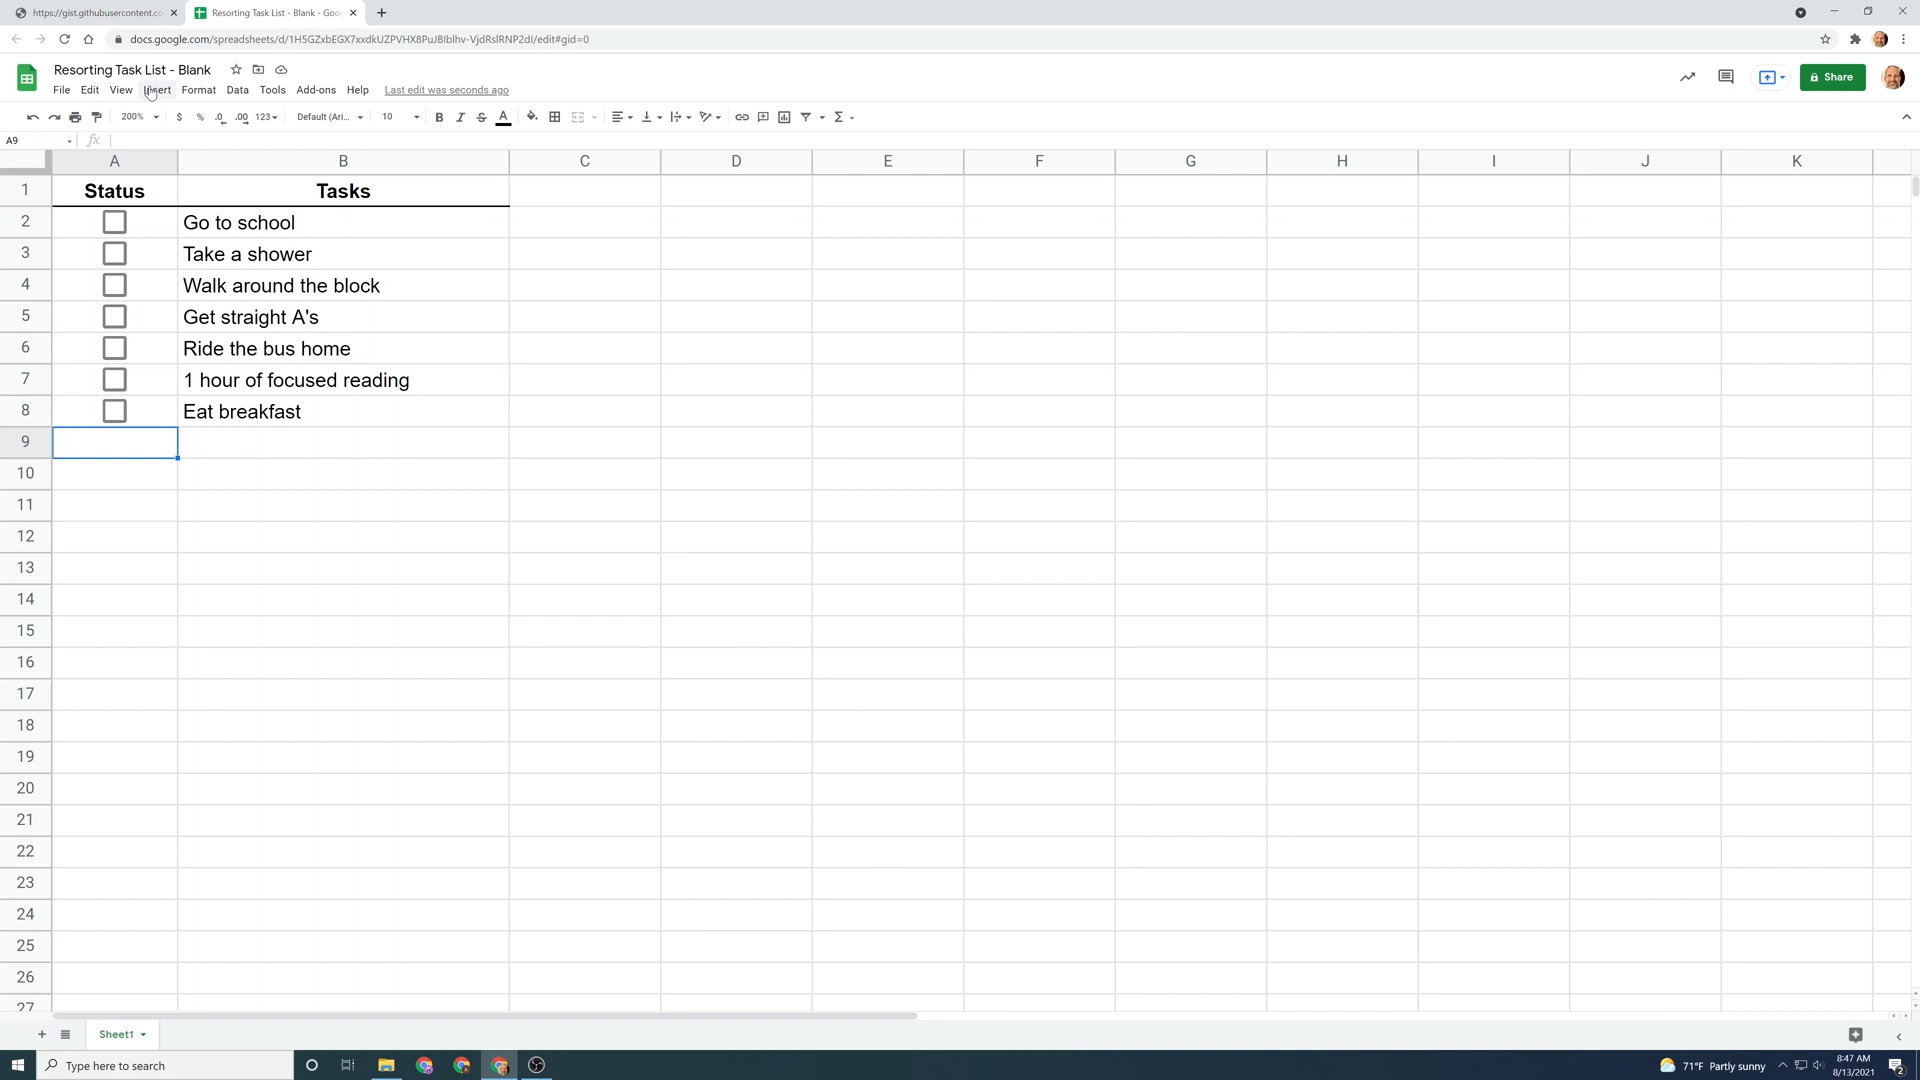 https://gist.githubusercontent.co
Resorting Task List - Blank - Goo
docs.google.com/spreadsheets/d/1H5GZxbEGX7xxdkUZPVHX8PuJBIbIhv-VjdRsIRNP2dI/edit#gid=0
Resorting Task List - Blank
File Edit View Insert Format Data Tools Add-ons Help Last edit was seconds ago
Share
200% $ % .0 .00 123 Default (Ari... 10 B I S A Σ
A9 fx
A B C D E F G H I J K
1 Status Tasks
2 Go to school
3 Take a shower
4 Walk around the block
5 Get straight A's
6 Ride the bus home
7 1 hour of focused reading
8 Eat breakfast
9
10
11
12
13
14
15
16
17
18
19
20
21
22
23
24
25
26
27
Sheet1
Type here to search
71°F Partly sunny
8:47 AM
8/13/2021
2